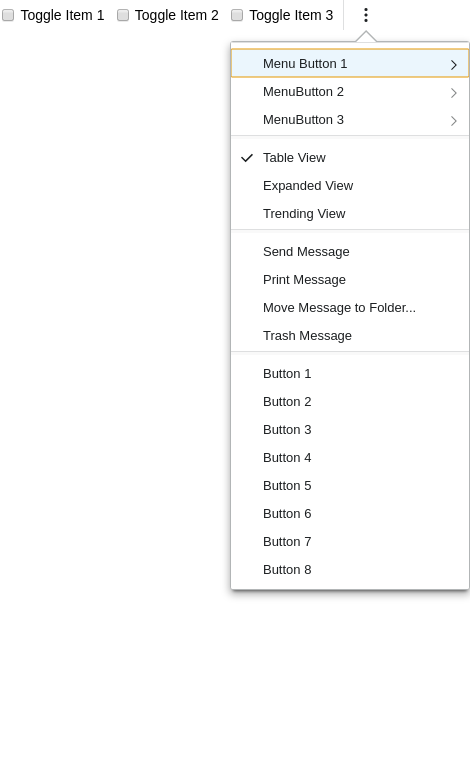 Toggle Item 1 Toggle Item 2 Toggle Item 3
Menu Button 1
MenuButton 2
MenuButton 3
Table View
Expanded View
Trending View
Send Message
Print Message
Move Message to Folder...
Trash Message
Button 1
Button 2
Button 3
Button 4
Button 5
Button 6
Button 7
Button 8